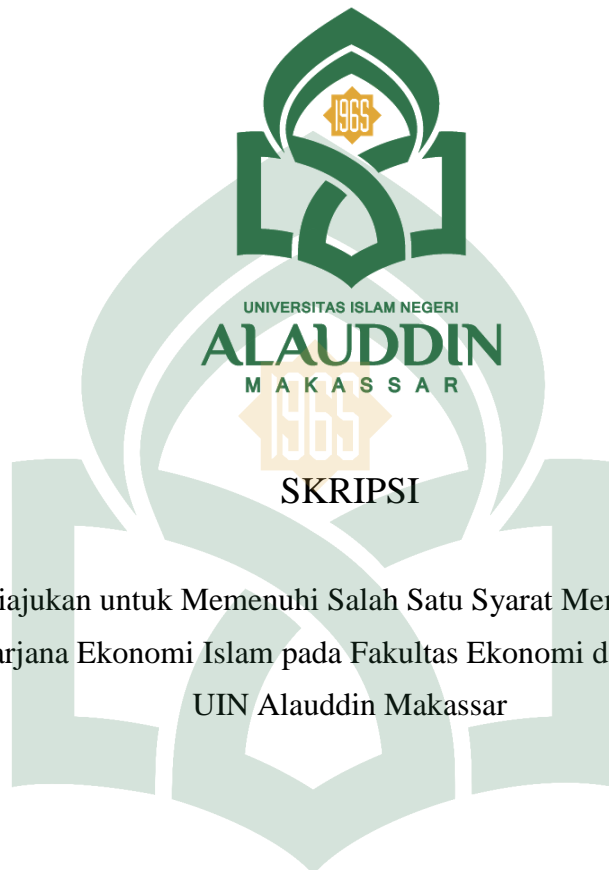 1965
UNIVERSITAS ISLAM NEGERI
ALAUDDIN
MAKASSAR
1965
SKRIPSI
iajukan untuk Memenuhi Salah Satu Syarat
arjana Ekonomi Islam pada Fakultas Ekonomi
UIN Alauddin Makassar